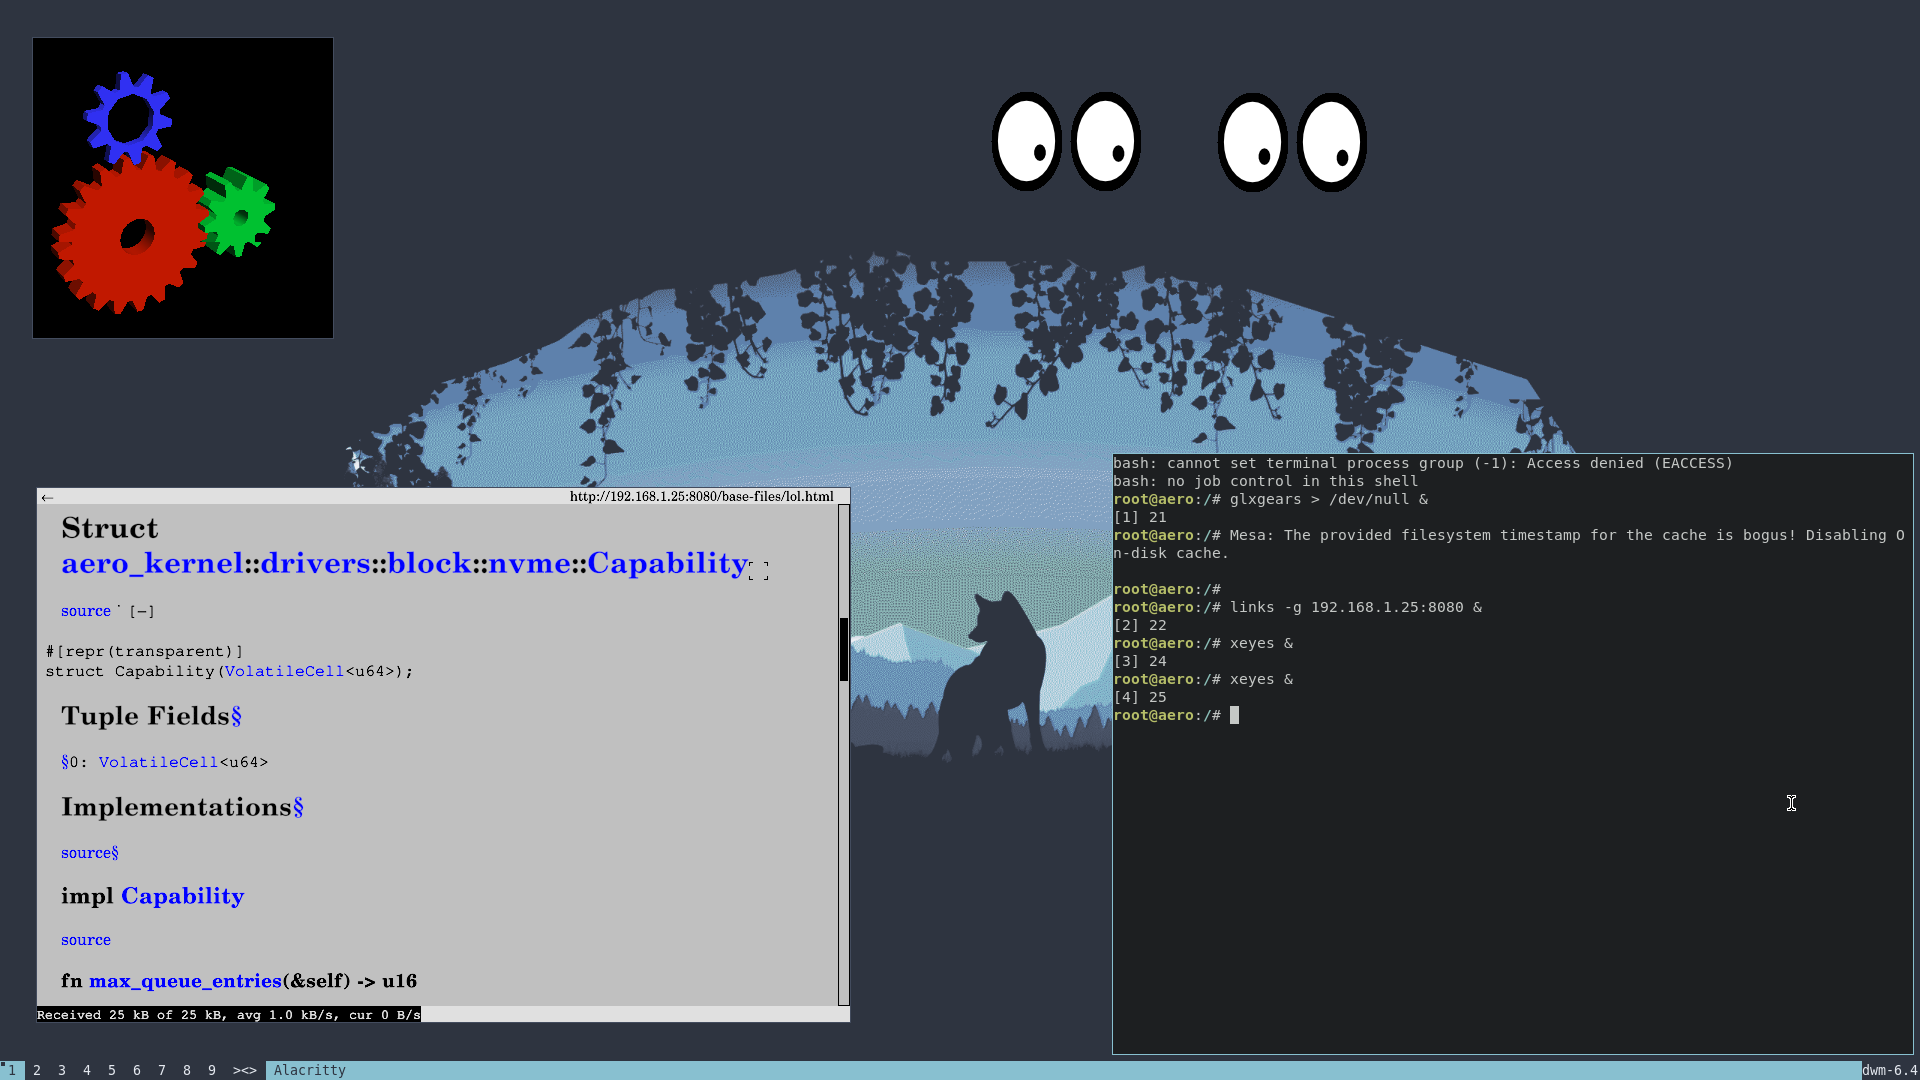 ←
http://192.168.1.25:8080/base-files/lol.html
Struct
aero_kernel::drivers::block::nvme::Capability
source · [−]
#[repr(transparent)]
struct Capability(VolatileCell<u64>);
Tuple Fields§
§0: VolatileCell<u64>
Implementations§
source§
impl Capability
source
fn max_queue_entries(&self) -> u16
Received 25 kB of 25 kB, avg 1.0 kB/s, cur 0 B/s
bash: cannot set terminal process group (-1): Access denied (EACCESS)
bash: no job control in this shell
root@aero:/# glxgears > /dev/null &
[1] 21
root@aero:/# Mesa: The provided filesystem timestamp for the cache is bogus! Disabling O
n-disk cache.
root@aero:/#
root@aero:/# links -g 192.168.1.25:8080 &
[2] 22
root@aero:/# xeyes &
[3] 24
root@aero:/# xeyes &
[4] 25
root@aero:/#
1 2 3 4 5 6 7 8 9 ><> Alacritty dwm-6.4